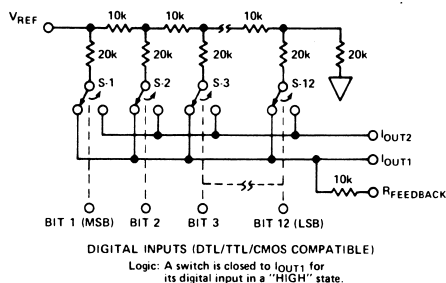 10k 10k 10k
VREF
20k 20k 20k 20k 20k
S-1 S-2 S-3 S-12
IOUT2
IOUT1
10k
RFEEDBACK
BIT 1 (MSB) BIT 2 BIT 3 BIT 12 (LSB)
DIGITAL INPUTS (DTL/TTL/CMOS COMPATIBLE)
Logic: A switch is closed to IOUT1 for
its digital input in a "HIGH" state.